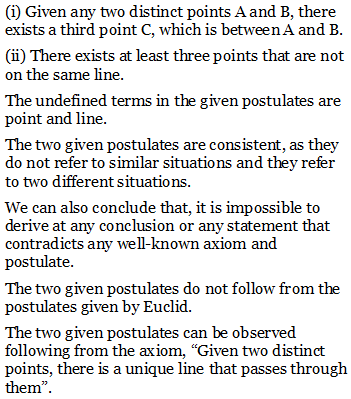 (i) Given any two distinct points A and B, there
exists a third point C, which is between A and B.
(ii) There exists at least three points that are not
on the same line.
The undefined terms in the given postulates are
point and line.
The two given postulates are consistent, as they
do not refer to similar situations and they refer
to two different situations.
We can also conclude that, it is impossible to
derive at any conclusion or any statement that
contradicts any well-known axiom and
postulate.
The two given postulates do not follow from the
postulates given by Euclid.
The two given postulates can be observed
following from the axiom, “Given two distinct
points, there is a unique line that passes through
them”.